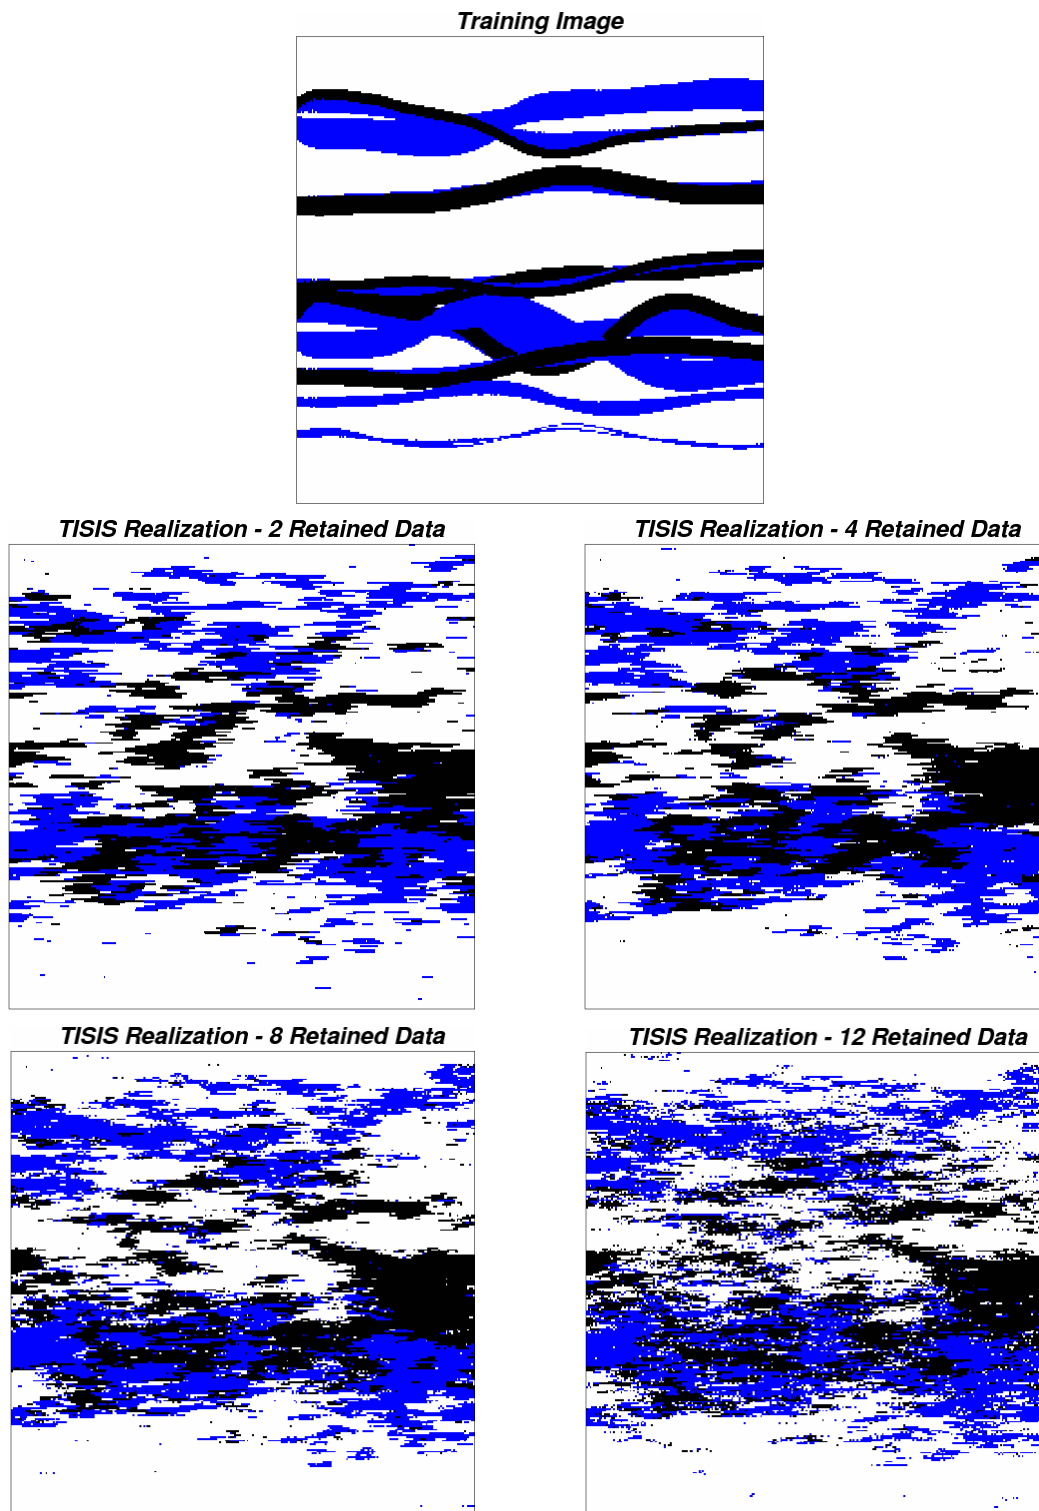 Training Image
TISIS Realization - 2 Retained Data
TISIS Realization - 4 Retained Data
TISIS Realization - 8 Retained Data
TISIS Realization - 12 Retained Data